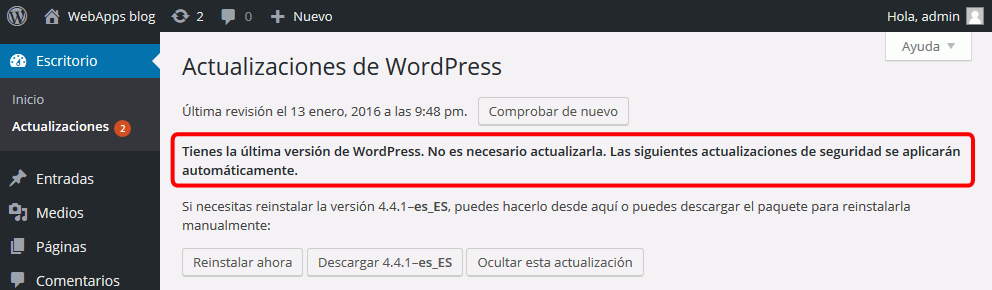 WebApps blog 2 0 + Nuevo Hola, admin
Escritorio
Ayuda
Actualizaciones de WordPress
Inicio
Actualizaciones 2
Última revisión el 13 enero, 2016 a las 9:48 pm. Comprobar de nuevo
Tienes la última versión de WordPress. No es necesario actualizarla. Las siguientes actualizaciones de seguridad se aplicarán
automáticamente.
Entradas
Medios
Páginas
Comentarios
Si necesitas reinstalar la versión 4.4.1–es_ES, puedes hacerlo desde aquí o puedes descargar el paquete para reinstalarla
manualmente:
Reinstalar ahora Descargar 4.4.1–es_ES Ocultar esta actualización